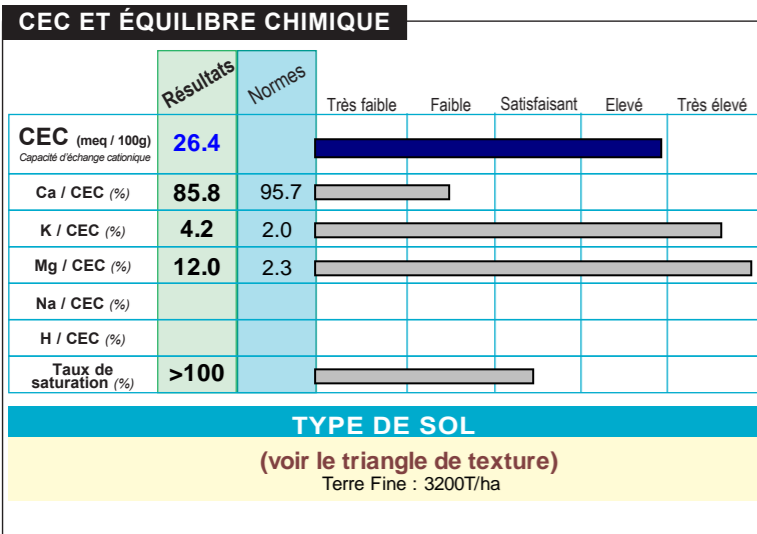 CEC ET ÉQUILIBRE CHIMIQUE
Résultats Normes Très faible Faible Satisfaisant Elevé Très élevé
CEC (meq / 100g) 26.4
Capacité d'échange cationique
Ca / CEC (%) 85.8 95.7
K / CEC (%) 4.2 2.0
Mg / CEC (%) 12.0 2.3
Na / CEC (%)
H / CEC (%)
Taux de
saturation (%) >100
TYPE DE SOL
(voir le triangle de texture)
Terre Fine : 3200T/ha